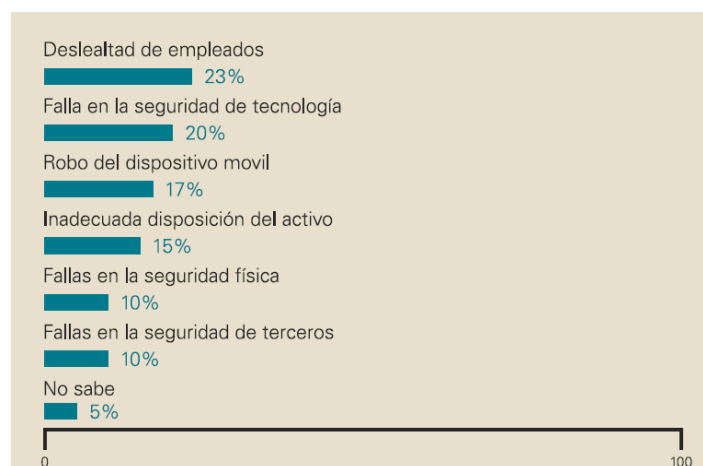 Deslealtad de empleados
23%
Falla en la seguridad de tecnología
20%
Robo del dispositivo movil
17%
Inadecuada disposición del activo
15%
Fallas en la seguridad física
10%
Fallas en la seguridad de terceros
10%
No sabe
5%
0 100